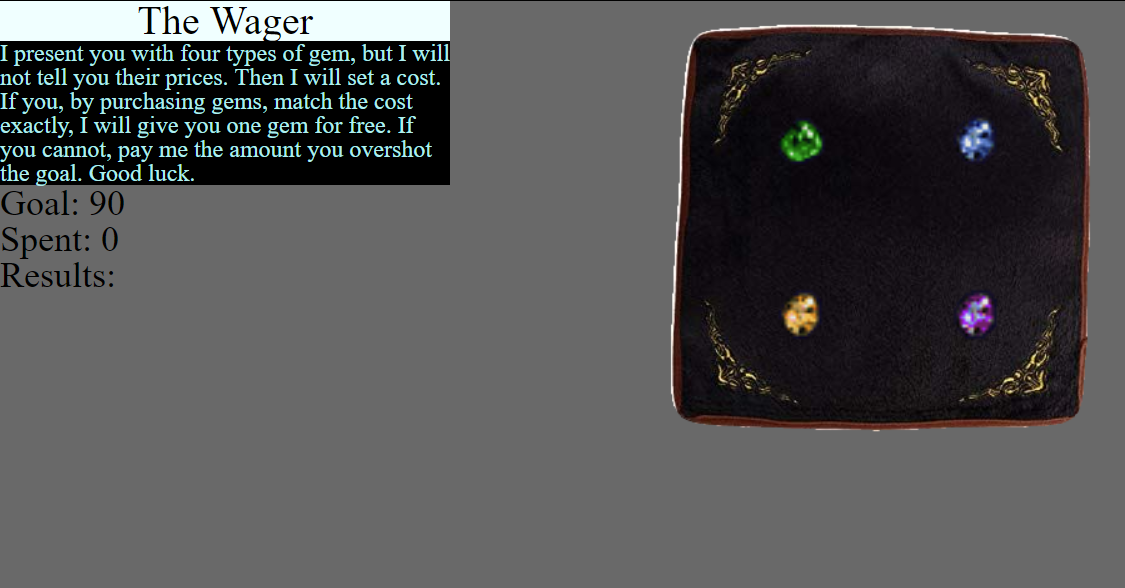 The Wager
I present you with four types of gem, but I will
not tell you their prices. Then I will set a cost.
If you, by purchasing gems, match the cost
exactly, I will give you one gem for free. If
you cannot, pay me the amount you overshot
the goal. Good luck.
Goal: 90
Spent: 0
Results: